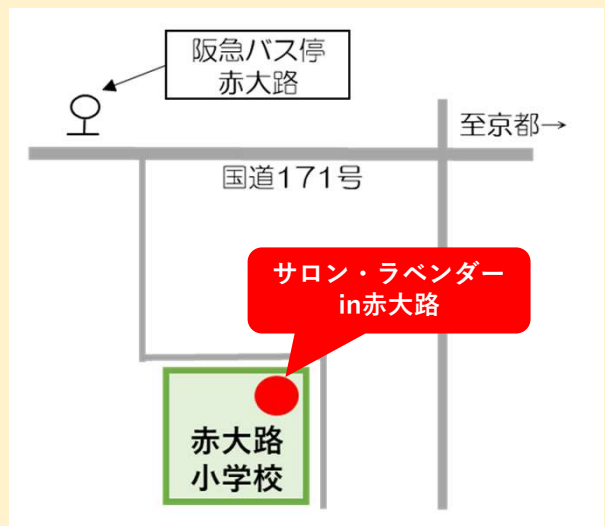 阪急バス停
赤大路
至京都→
国道171号
サロン・ラベンダー
in赤大路
赤大路
小学校